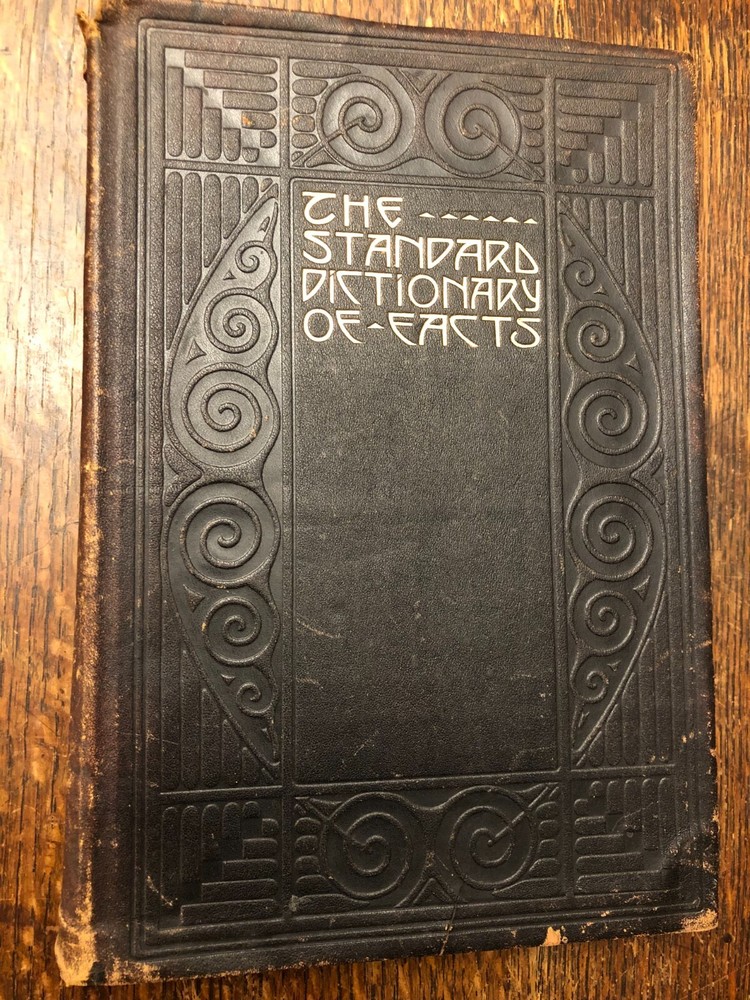 THE
STANDARD
DICTIONARY
OF-FACTS